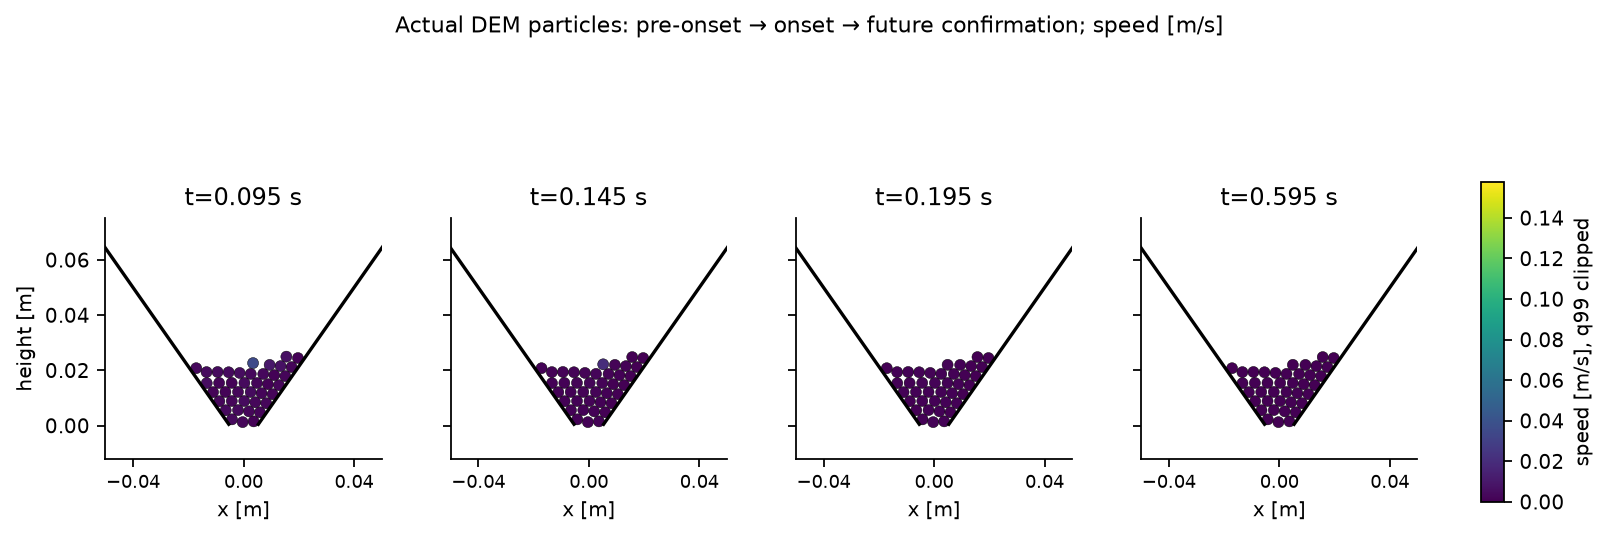 Actual DEM particles: pre-onset → onset → future confirmation; speed [m/s]
t=0.095 s
t=0.145 s
t=0.195 s
t=0.595 s
height [m]
0.06
0.04
0.02
0.00
−0.04 0.00 0.04
x [m]
−0.04 0.00 0.04
x [m]
−0.04 0.00 0.04
x [m]
−0.04 0.00 0.04
x [m]
0.14
0.12
0.10
0.08
0.06
0.04
0.02
0.00
speed [m/s], q99 clipped